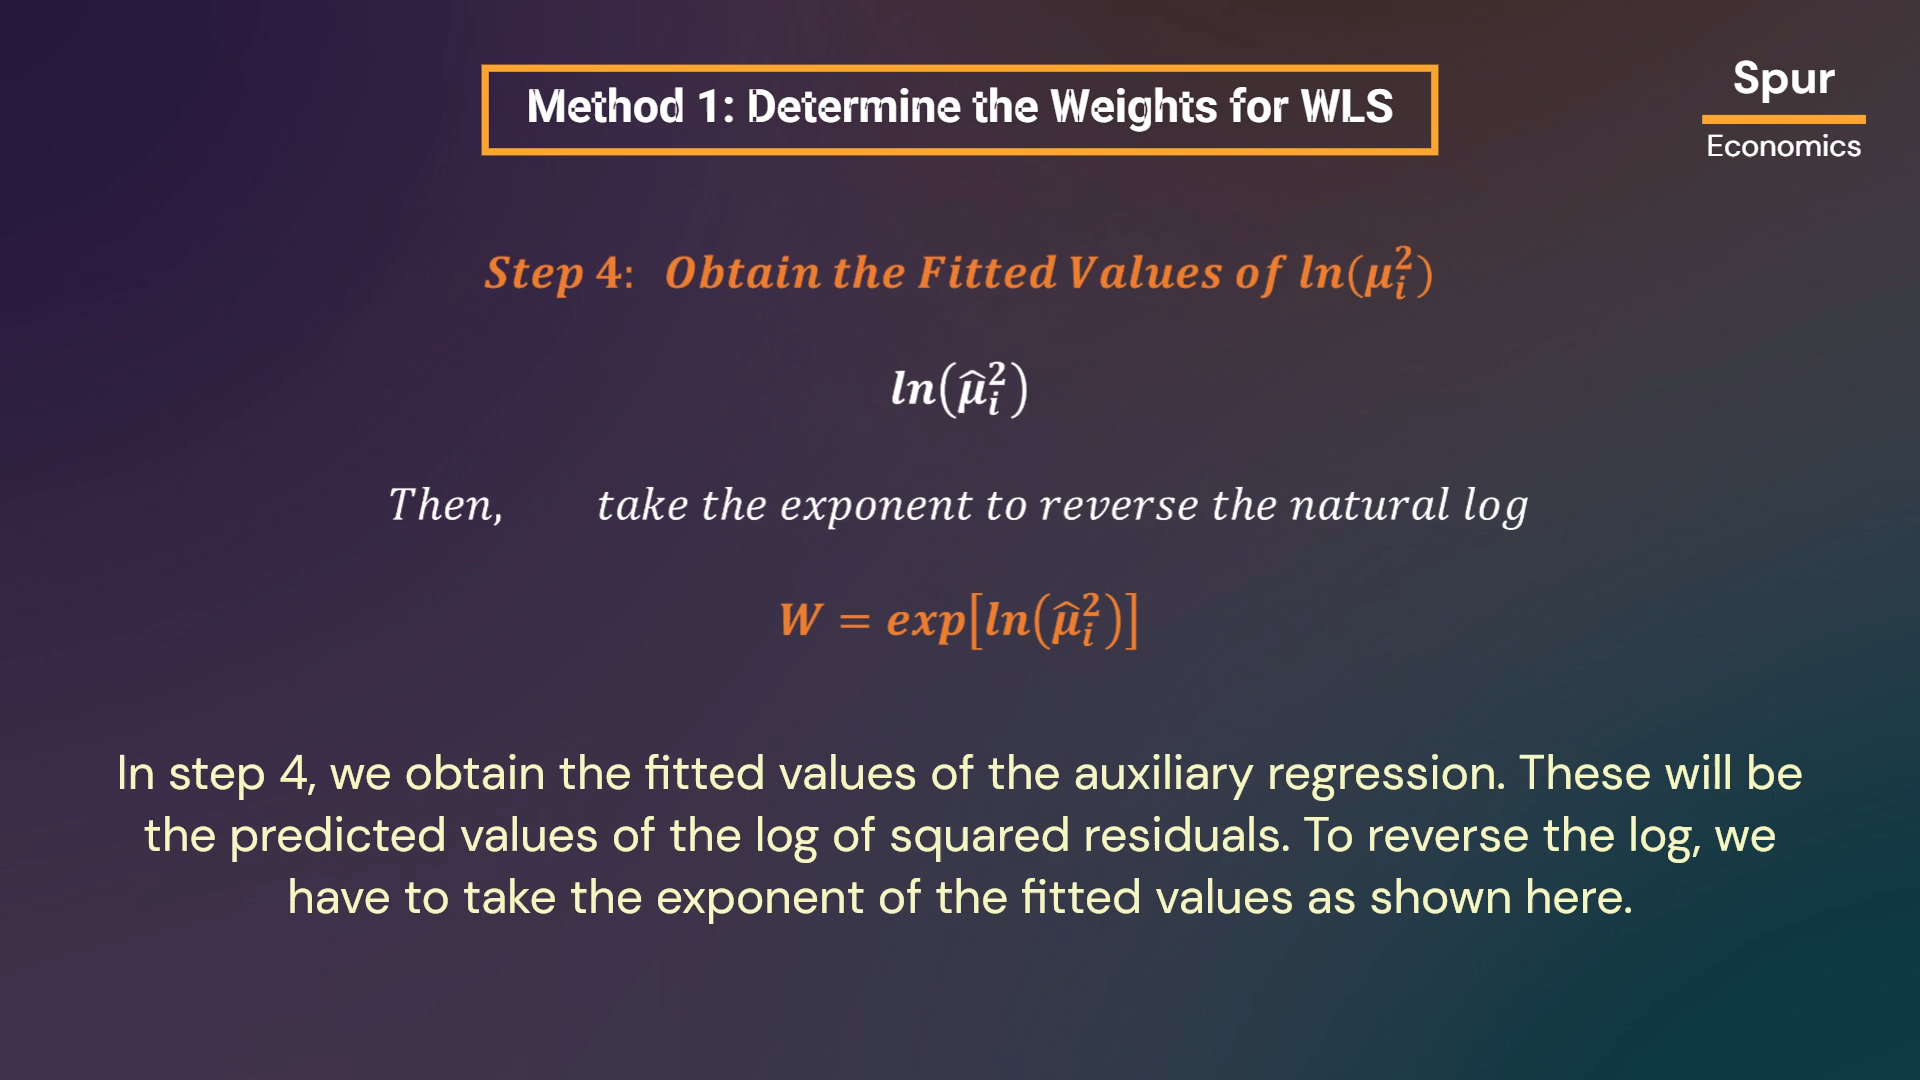 Method 1: Determine the Weights for WLS
Spur
Economics
Step 4: Obtain the Fitted Values of ln(μᵢ²)
ln(μ̂ᵢ²)
Then, take the exponent to reverse the natural log
W = exp[ln(μ̂ᵢ²)]
In step 4, we obtain the fitted values of the auxiliary regression. These will be
the predicted values of the log of squared residuals. To reverse the log, we
have to take the exponent of the fitted values as shown here.